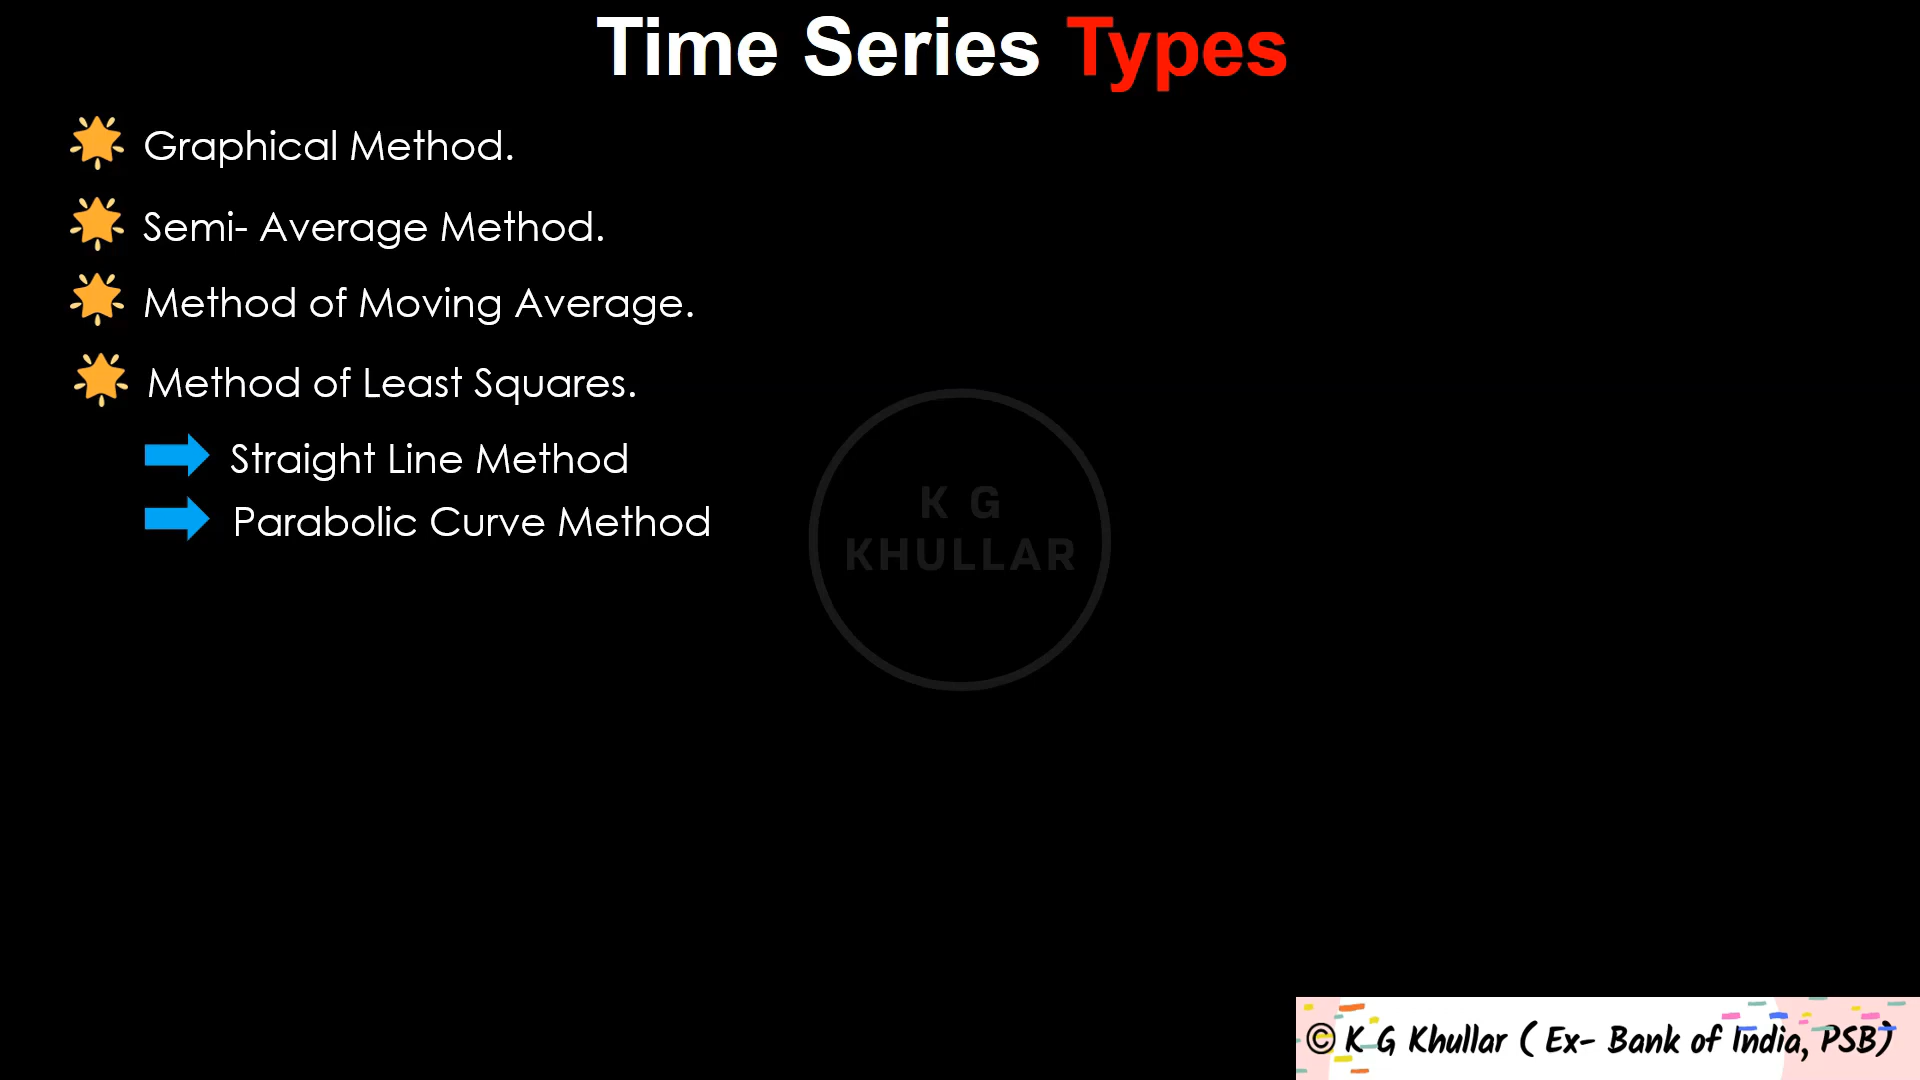 Time Series Types
Graphical Method.
Semi- Average Method.
Method of Moving Average.
Method of Least Squares.
Straight Line Method
Parabolic Curve Method
K G
KHULLAR
© K G Khullar ( Ex- Bank of India, PSB)